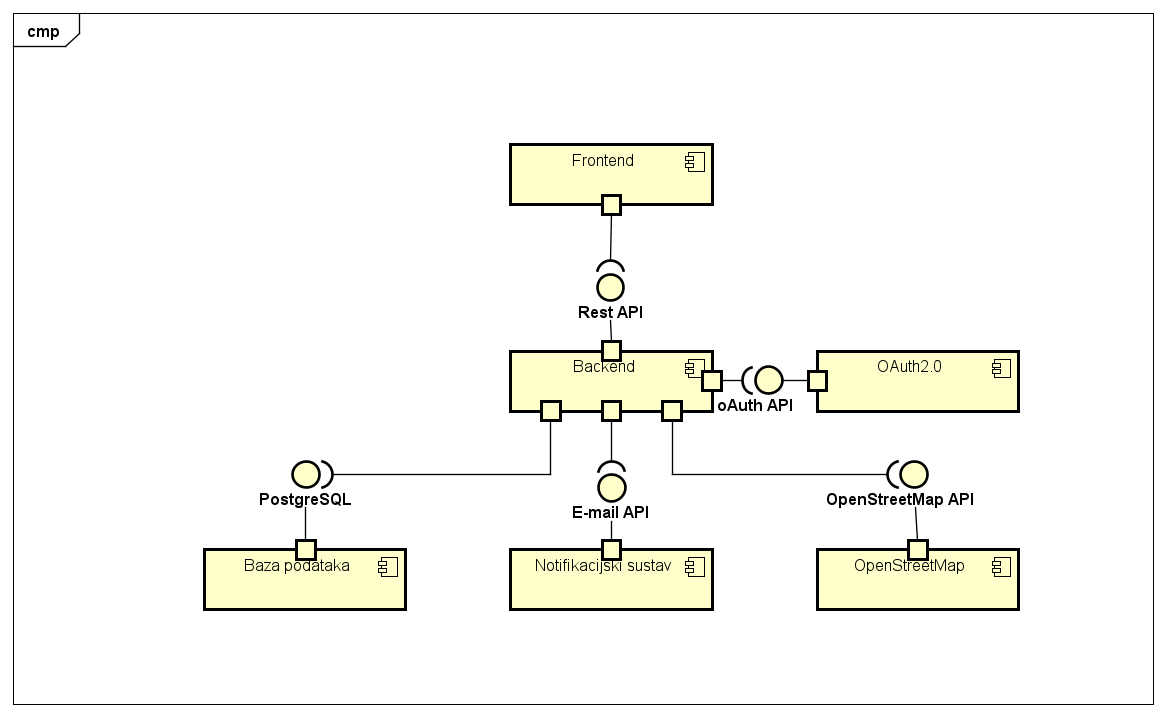 cmp
Frontend
Rest API
Backend
OAuth2.0
oAuth API
PostgreSQL
E-mail API
OpenStreetMap API
Baza podataka
Notifikacijski sustav
OpenStreetMap